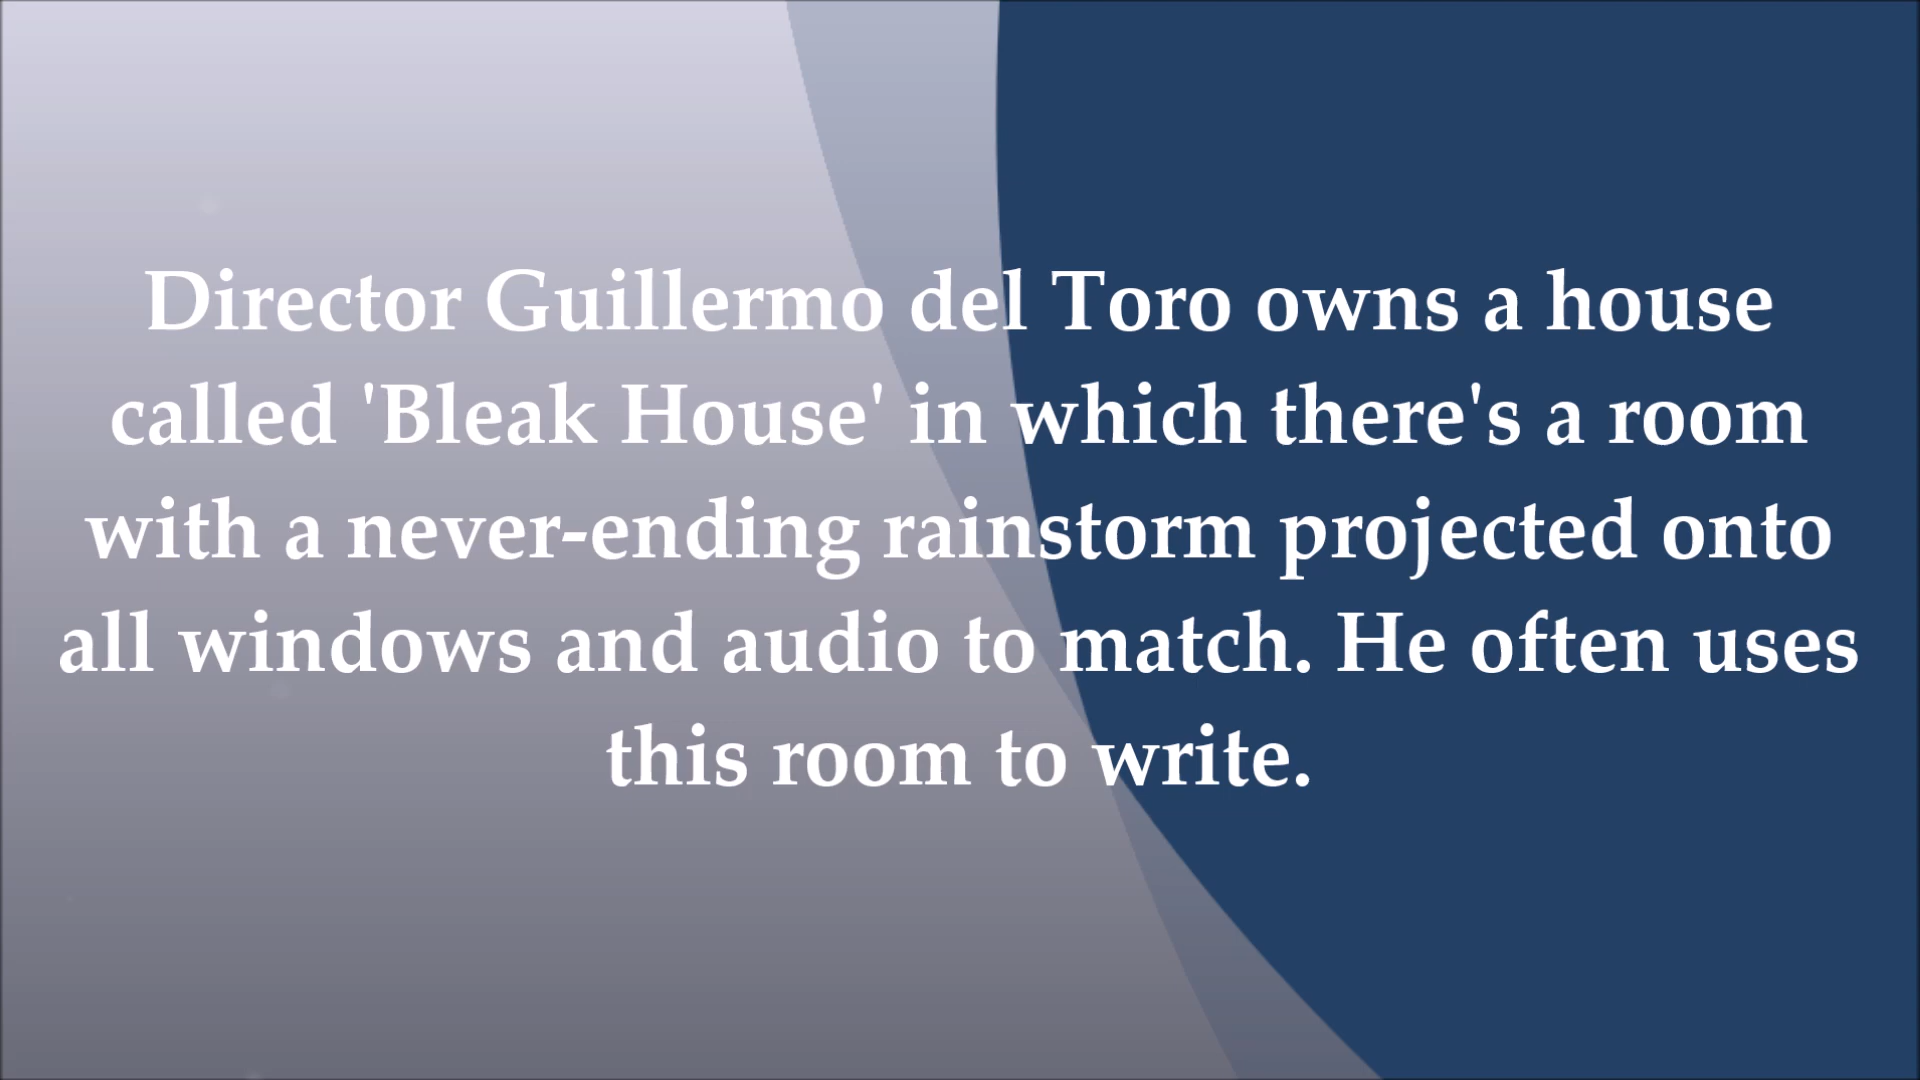 Director Guillermo del Toro owns a house
called 'Bleak House' in which there's a room
with a never-ending rainstorm projected onto
all windows and audio to match. He often uses
this room to write.